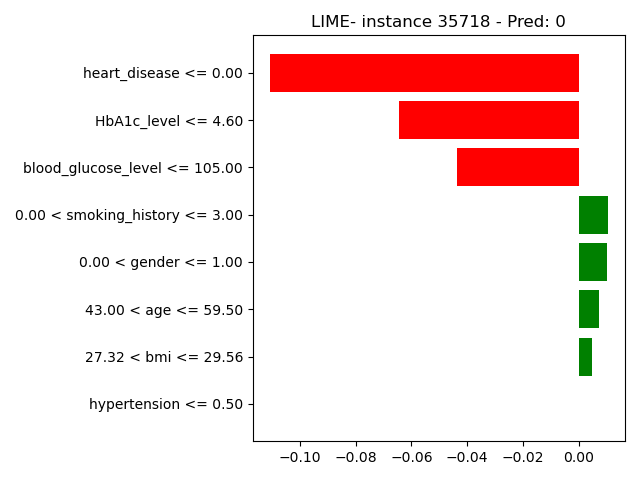 LIME- instance 35718 - Pred: 0
heart_disease <= 0.00
HbA1c_level <= 4.60
blood_glucose_level <= 105.00
0.00 < smoking_history <= 3.00
0.00 < gender <= 1.00
43.00 < age <= 59.50
27.32 < bmi <= 29.56
hypertension <= 0.50
−0.10 −0.08 −0.06 −0.04 −0.02 0.00